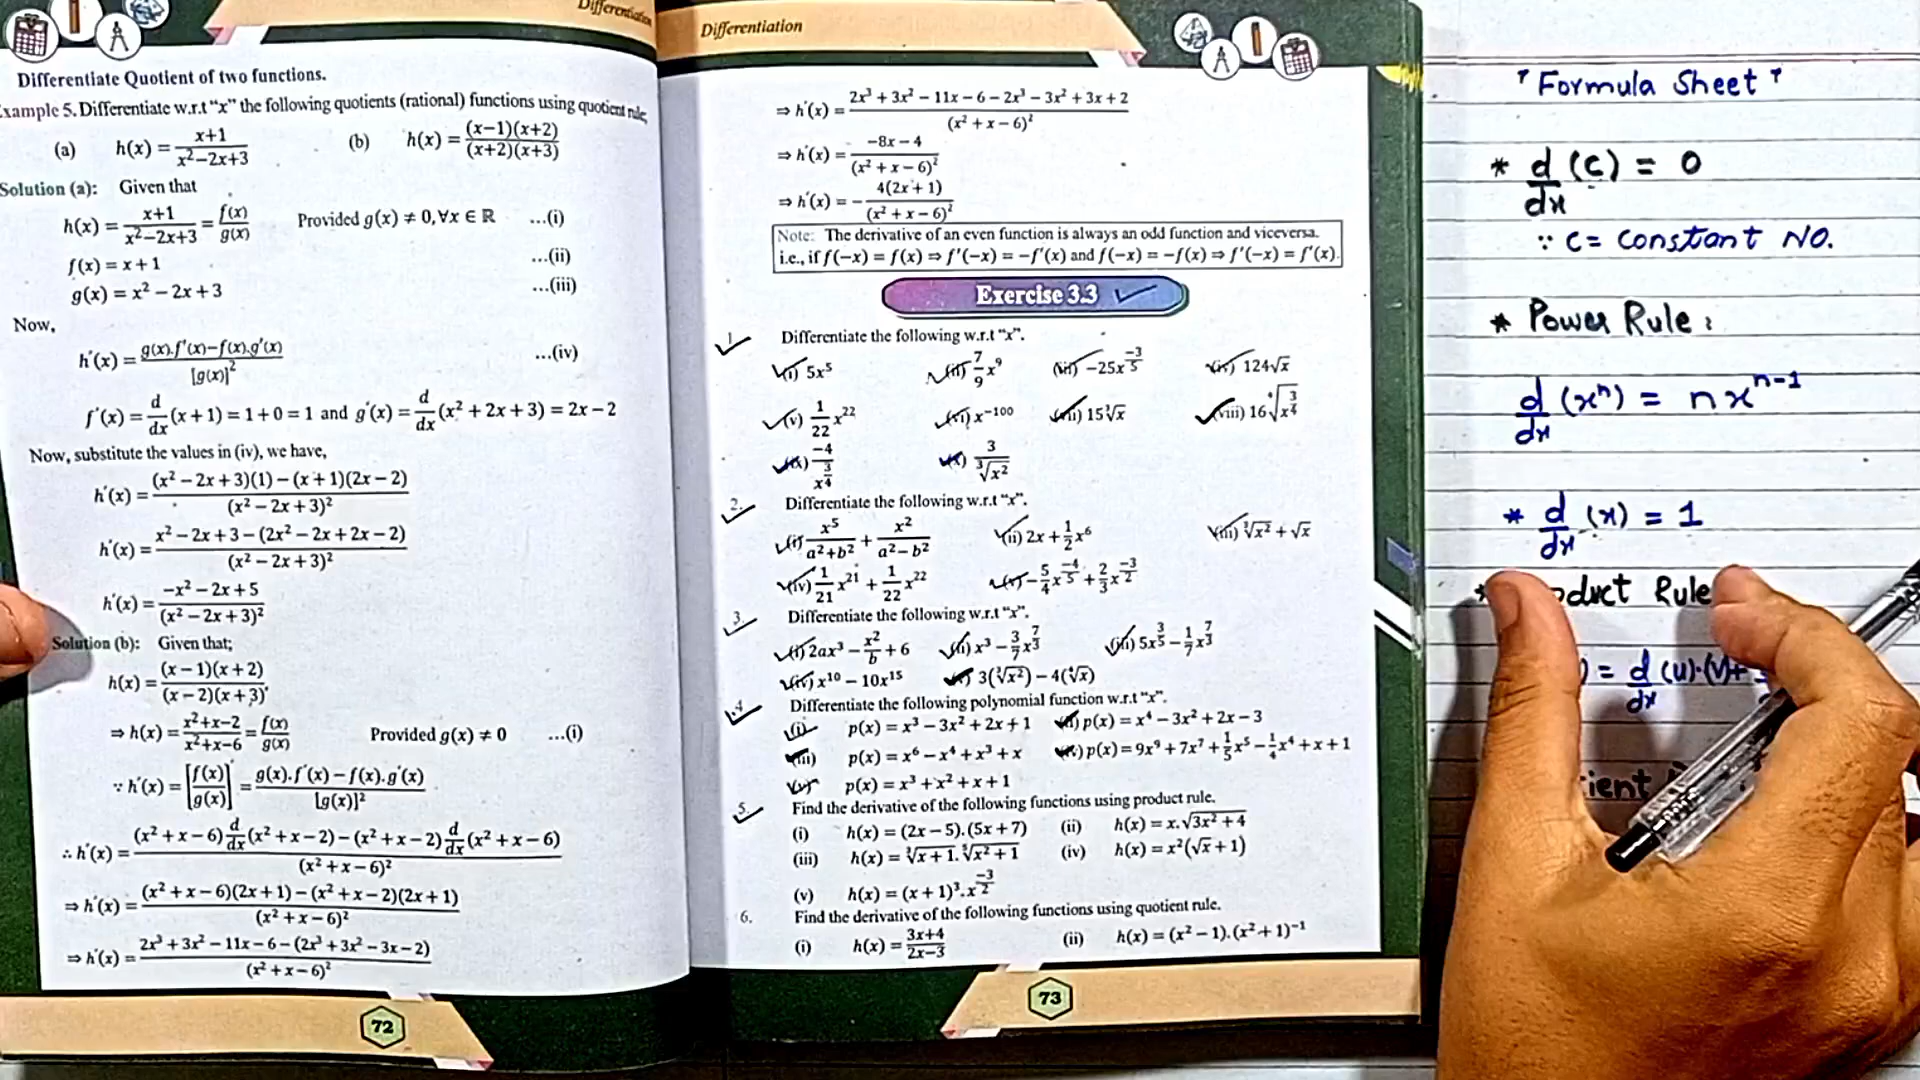 Differentiation
Differentiate Quotient of two functions.
Example 5. Differentiate w.r.t "x" the following quotients (rational) functions using quotient rule.
(a) h(x) = (x+1)/(x²−2x+3) (b) h(x) = ((x−1)(x+2))/((x+2)(x+3))
Solution (a): Given that
h(x) = (x+1)/(x²−2x+3) = f(x)/g(x) Provided g(x) ≠ 0, ∀x ∈ ℝ ...(i)
f(x) = x + 1 ...(ii)
g(x) = x² − 2x + 3 ...(iii)
Now,
h'(x) = (g(x).f'(x)−f(x).g'(x))/[g(x)]² ...(iv)
f'(x) = d/dx (x + 1) = 1 + 0 = 1 and g'(x) = d/dx (x² + 2x + 3) = 2x − 2
Now, substitute the values in (iv), we have,
h'(x) = ((x² − 2x + 3)(1) − (x + 1)(2x − 2))/(x² − 2x + 3)²
h'(x) = (x² − 2x + 3 − (2x² − 2x + 2x − 2))/(x² − 2x + 3)²
h'(x) = (−x² − 2x + 5)/(x² − 2x + 3)²
Solution (b): Given that;
h(x) = ((x − 1)(x + 2))/((x − 2)(x + 3))
⇒ h(x) = (x²+x−2)/(x²+x−6) = f(x)/g(x) Provided g(x) ≠ 0 ...(i)
∵ h'(x) = [f(x)/g(x)]' = (g(x).f'(x) − f(x).g'(x))/[g(x)]²
∴ h'(x) = ((x² + x − 6) d/dx (x² + x − 2) − (x² + x − 2) d/dx (x² + x − 6))/(x² + x − 6)²
⇒ h'(x) = ((x² + x − 6)(2x + 1) − (x² + x − 2)(2x + 1))/(x² + x − 6)²
⇒ h'(x) = (2x³ + 3x² − 11x − 6 − (2x³ + 3x² − 3x − 2))/(x² + x − 6)²
72
Differentiation
⇒ h'(x) = (2x³ + 3x² − 11x − 6 − 2x³ − 3x² + 3x + 2)/(x² + x − 6)²
⇒ h'(x) = (−8x − 4)/(x² + x − 6)²
⇒ h'(x) = − 4(2x + 1)/(x² + x − 6)²
Note: The derivative of an even function is always an odd function and viceversa.
i.e., if f(−x) = f(x) ⇒ f'(−x) = −f'(x) and f(−x) = −f(x) ⇒ f'(−x) = f'(x).
Exercise 3.3
1. Differentiate the following w.r.t "x".
(i) 5x⁵ (ii) 7/9 x⁹ (iii) −25x^(−3/5) (iv) 124√x
(v) 1/22 x²² (vi) x⁻¹⁰⁰ (vii) 15∛x (viii) 16 ⁴√(x^(3/4))
(ix) −4/x^(3/4) (x) 3/∛(x²)
2. Differentiate the following w.r.t "x".
(i) x⁵/(a²+b²) + x²/(a²−b²) (ii) 2x + 1/2 x⁶ (iii) ∛(x²) + √x
(iv) 1/21 x²¹ + 1/22 x²² (v) −5/4 x^(−4/5) + 2/3 x^(−3/2)
3. Differentiate the following w.r.t "x".
(i) 2ax³ − x²/b + 6 (ii) x³ − 3/7 x^(7/3) (iii) 5x^(3/5) − 1/7 x^(7/3)
(iv) x¹⁰ − 10x¹⁵ 3(∛(x²)) − 4(√x)
4. Differentiate the following polynomial function w.r.t "x".
(i) p(x) = x³ − 3x² + 2x + 1 (ii) p(x) = x⁴ − 3x² + 2x − 3
(iii) p(x) = x⁶ − x⁴ + x³ + x (iv) p(x) = 9x⁹ + 7x⁷ + 1/5 x⁵ − 1/4 x⁴ + x + 1
(v) p(x) = x³ + x² + x + 1
5. Find the derivative of the following functions using product rule.
(i) h(x) = (2x − 5).(5x + 7) (ii) h(x) = x.√(3x² + 4)
(iii) h(x) = ∛(x + 1). ∛(x² + 1) (iv) h(x) = x²(√x + 1)
(v) h(x) = (x + 1)³.x^(−3/2)
6. Find the derivative of the following functions using quotient rule.
(i) h(x) = (3x+4)/(2x−3) (ii) h(x) = (x² − 1).(x² + 1)⁻¹
73
"Formula Sheet"
* d/dx (c) = 0
∵ c = constant NO.
* Power Rule:
d/dx (xⁿ) = n xⁿ⁻¹
* d/dx (x) = 1
* Rule
) = d/dx (u)·(v)+